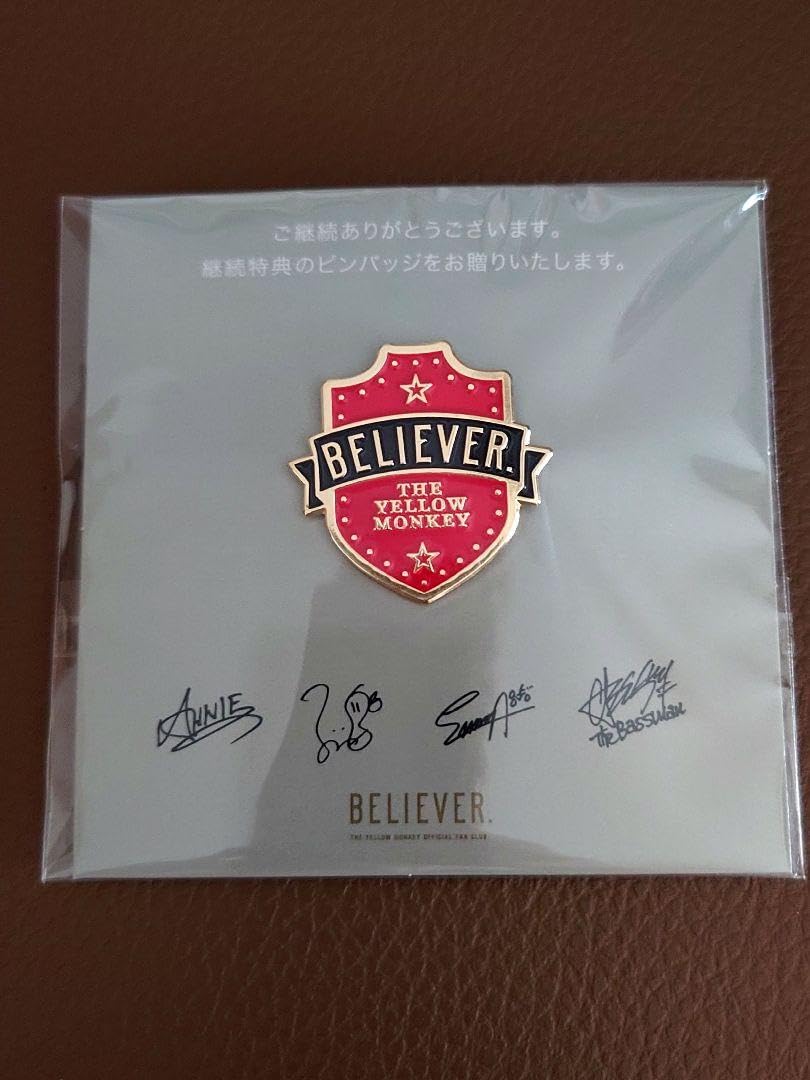 ご継続ありがとうございます。
継続特典のピンバッジをお贈りいたします。
BELIEVER.
THE
YELLOW
MONKEY
ANNIE
EmmA
The Bassman
BELIEVER.
THE YELLOW MONKEY OFFICIAL FAN CLUB